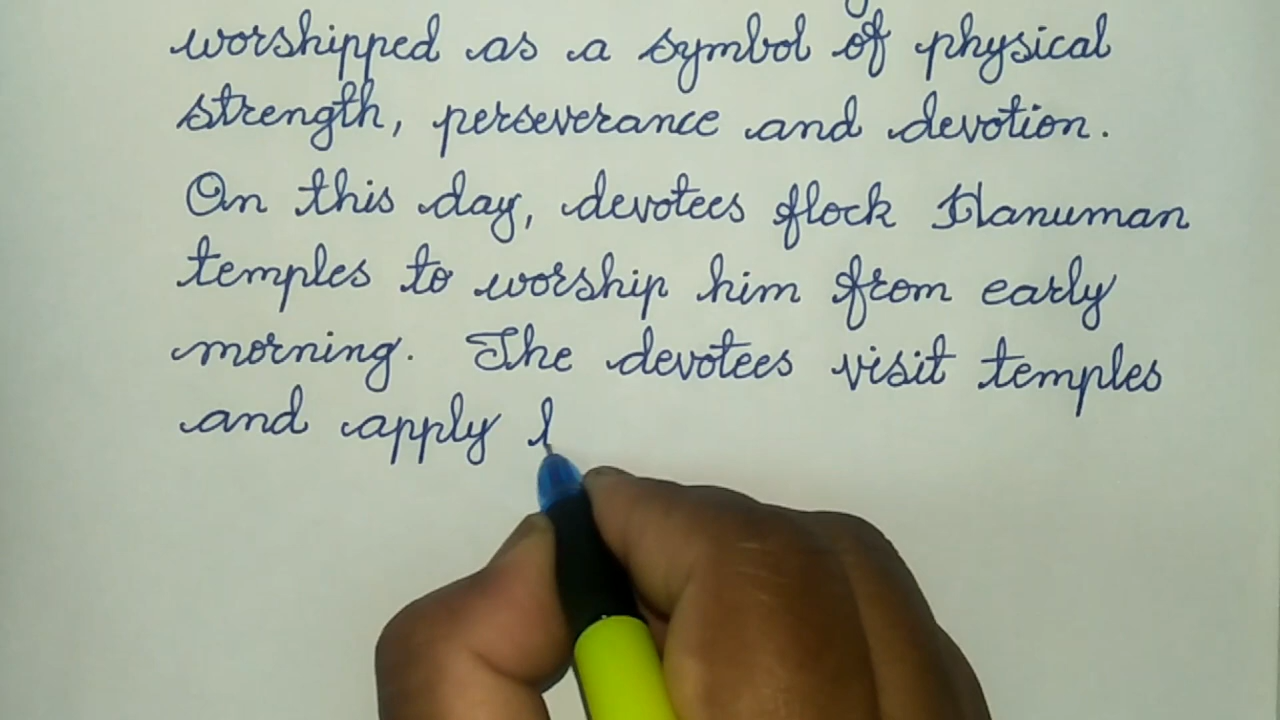 worshipped as a symbol of physical
strength, perseverance and devotion.
On this day, devotees flock Hanuman
temples to worship him from early
morning. The devotees visit temples
and apply